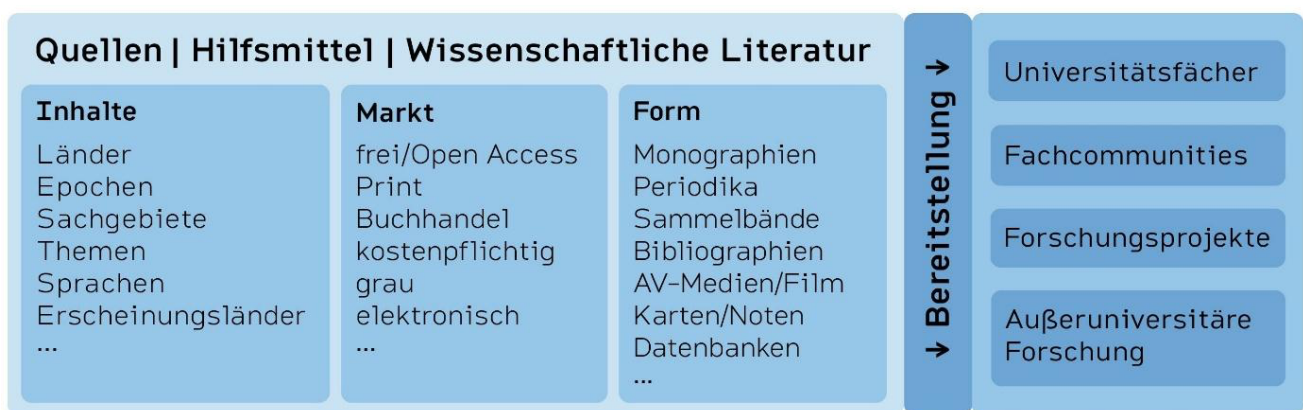 Quellen | Hilfsmittel | Wissenschaftliche Literatur
Inhalte
Länder
Epochen
Sachgebiete
Themen
Sprachen
Erscheinungsländer
...
Markt
frei/Open Access
Print
Buchhandel
kostenpflichtig
grau
elektronisch
...
Form
Monographien
Periodika
Sammelbände
Bibliographien
AV-Medien/Film
Karten/Noten
Datenbanken
...
↓ Bereitstellung ↓
Universitätsfächer
Fachcommunities
Forschungsprojekte
Außeruniversitäre
Forschung